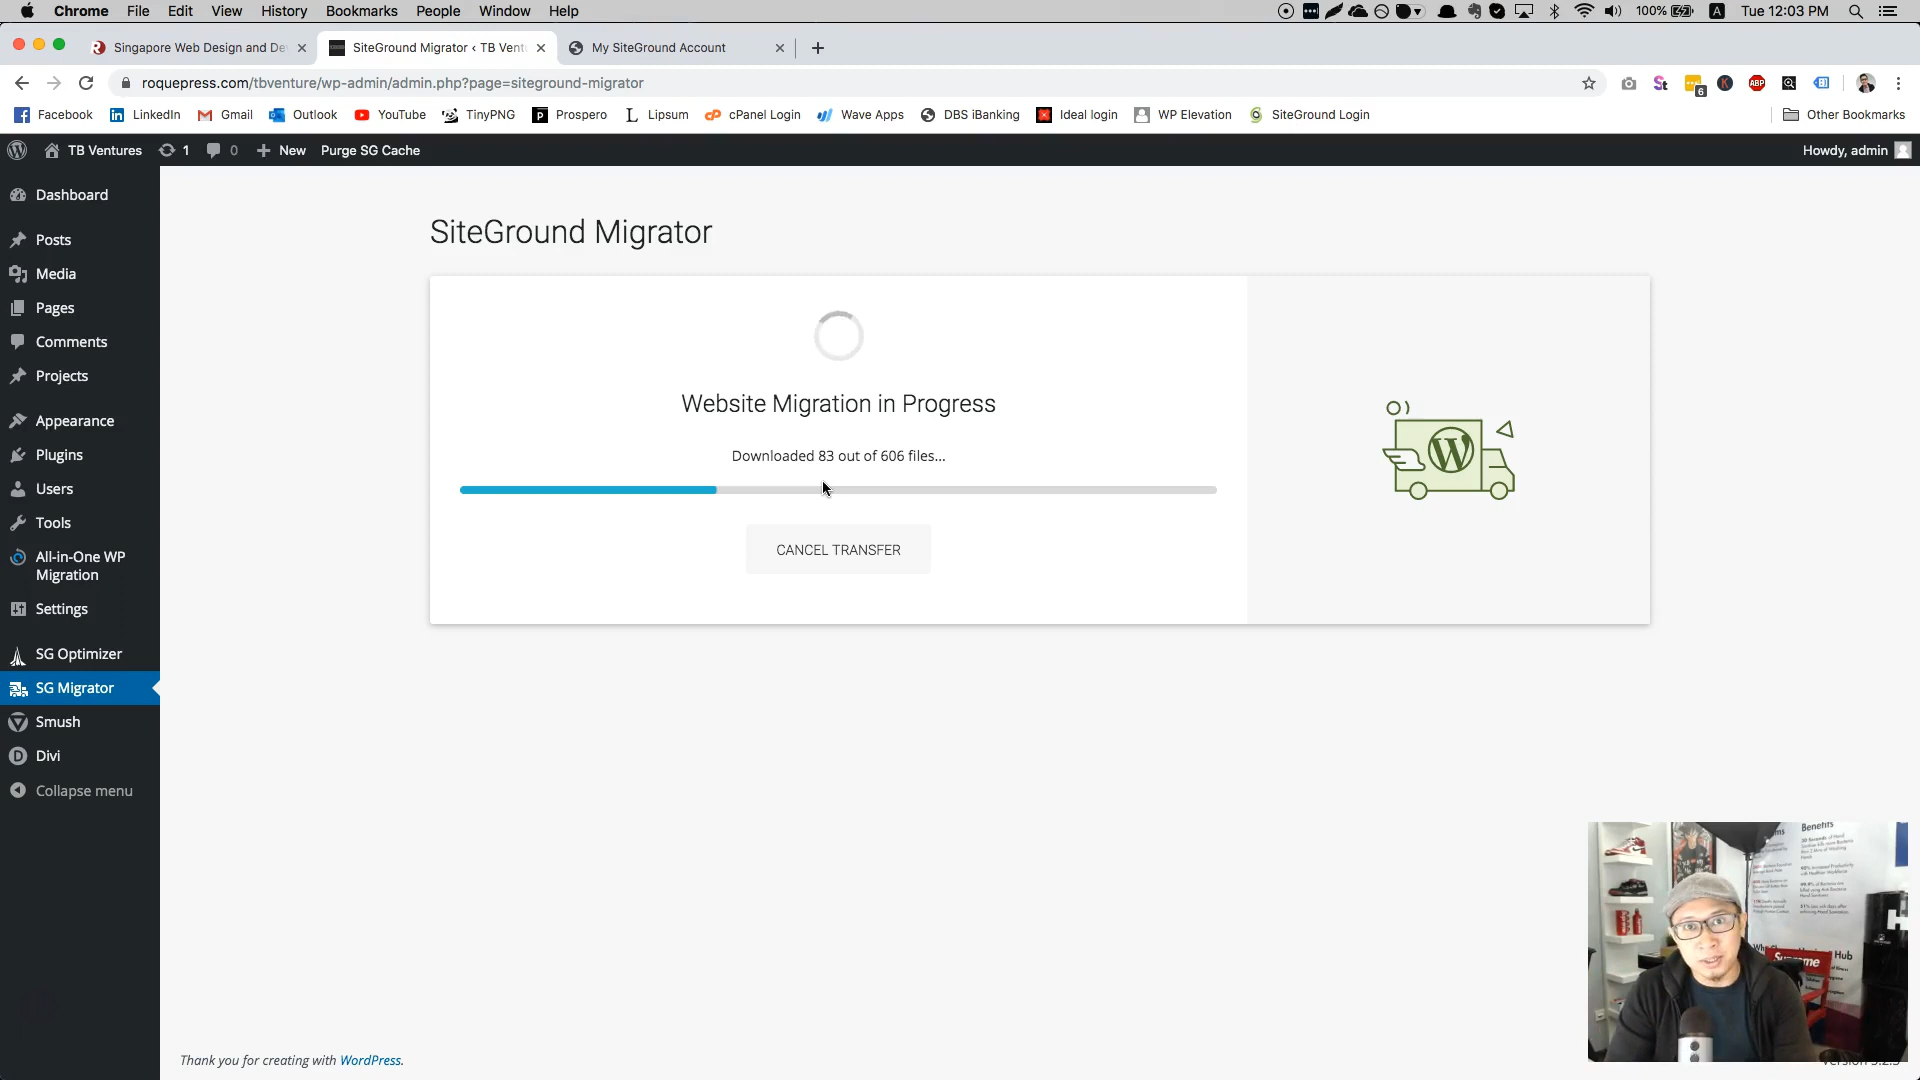 Chrome File Edit View History Bookmarks People Window Help
100% A Tue 12:03 PM
Singapore Web Design and De
SiteGround Migrator ‹ TB Vent
My SiteGround Account
roquepress.com/tbventure/wp-admin/admin.php?page=siteground-migrator
6
ABP
Facebook LinkedIn Gmail Outlook YouTube TinyPNG Prospero Lipsum cPanel Login Wave Apps DBS iBanking Ideal login WP Elevation SiteGround Login Other Bookmarks
TB Ventures 1 0 New Purge SG Cache Howdy, admin
Dashboard
Posts
Media
Pages
Comments
Projects
Appearance
Plugins
Users
Tools
All-in-One WP
Migration
Settings
SG Optimizer
SG Migrator
Smush
Divi
Collapse menu
SiteGround Migrator
Website Migration in Progress
Downloaded 83 out of 606 files...
CANCEL TRANSFER
Benefits
Hub
Supreme
Thank you for creating with WordPress.